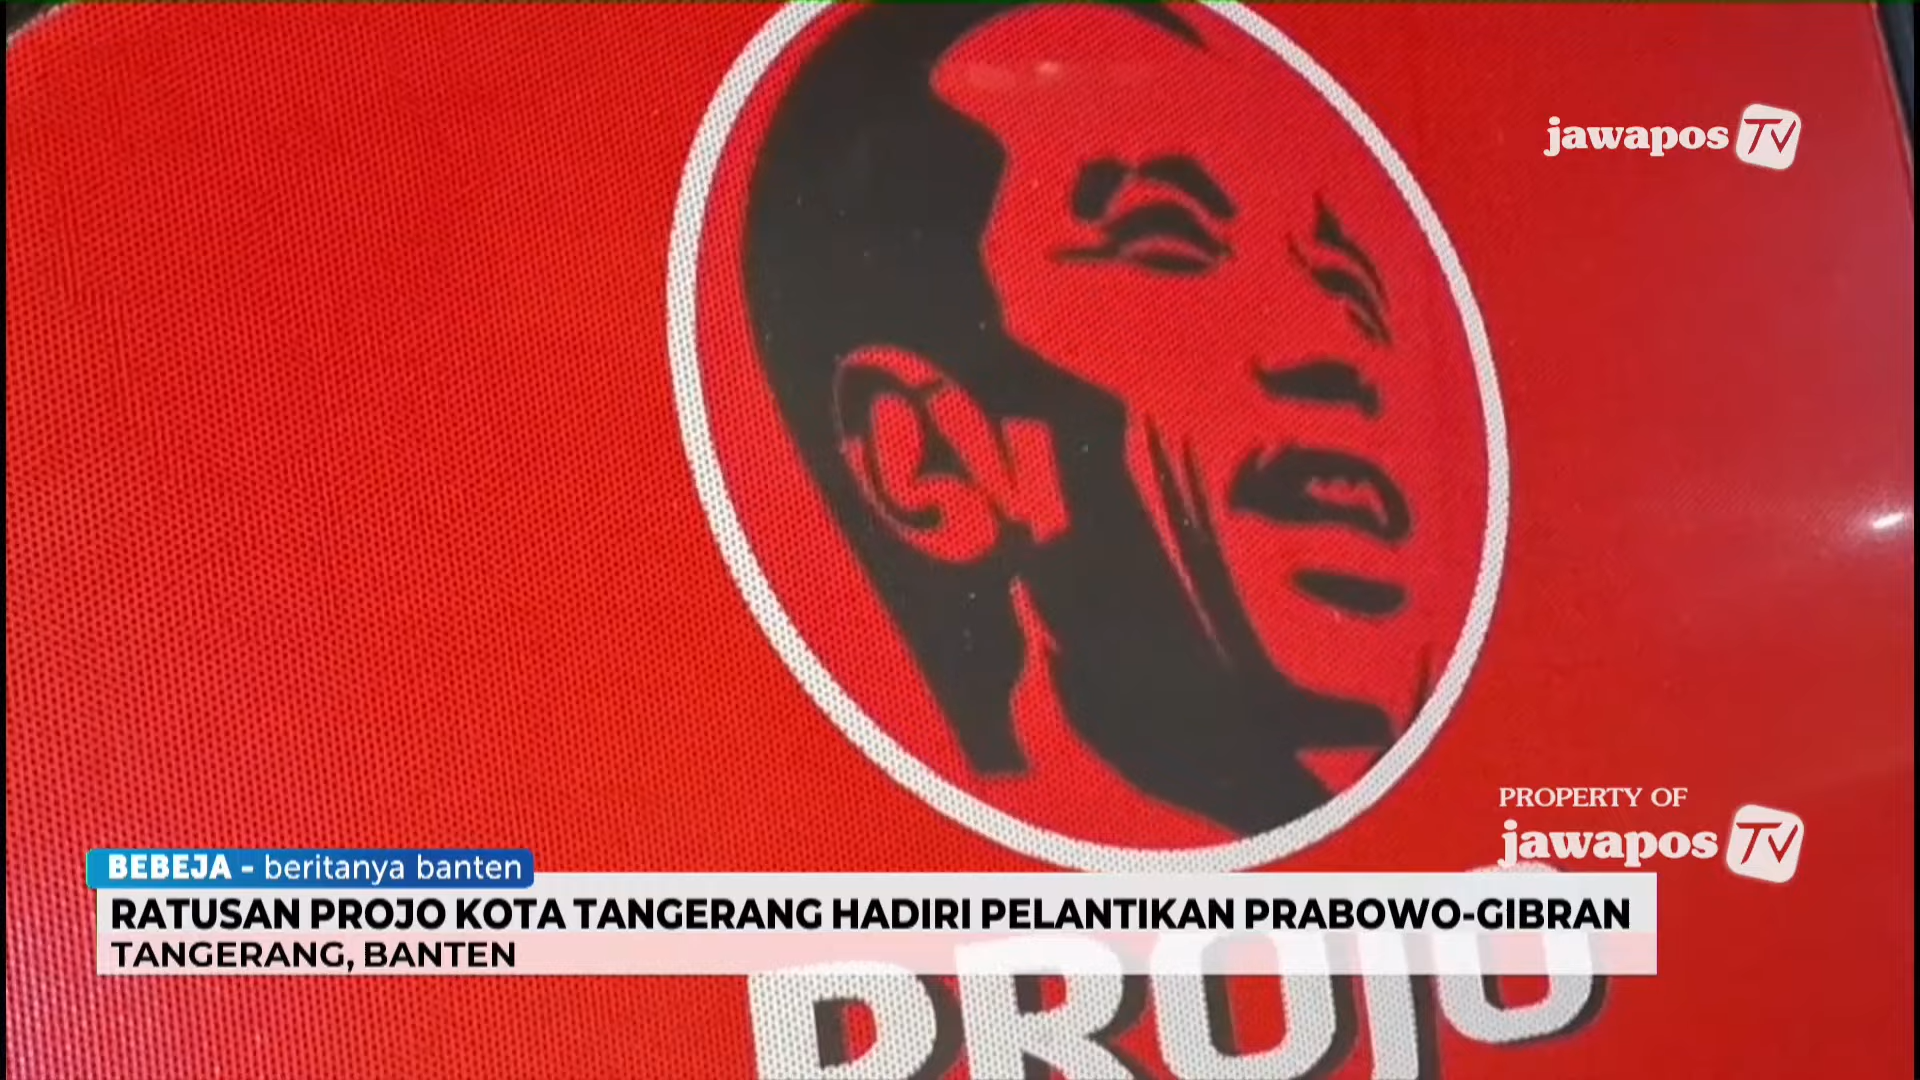 jawapos TV
PROPERTY OF
jawapos TV
BEBEJA - beritanya banten
RATUSAN PROJO KOTA TANGERANG HADIRI PELANTIKAN PRABOWO-GIBRAN
TANGERANG, BANTEN
PROJO